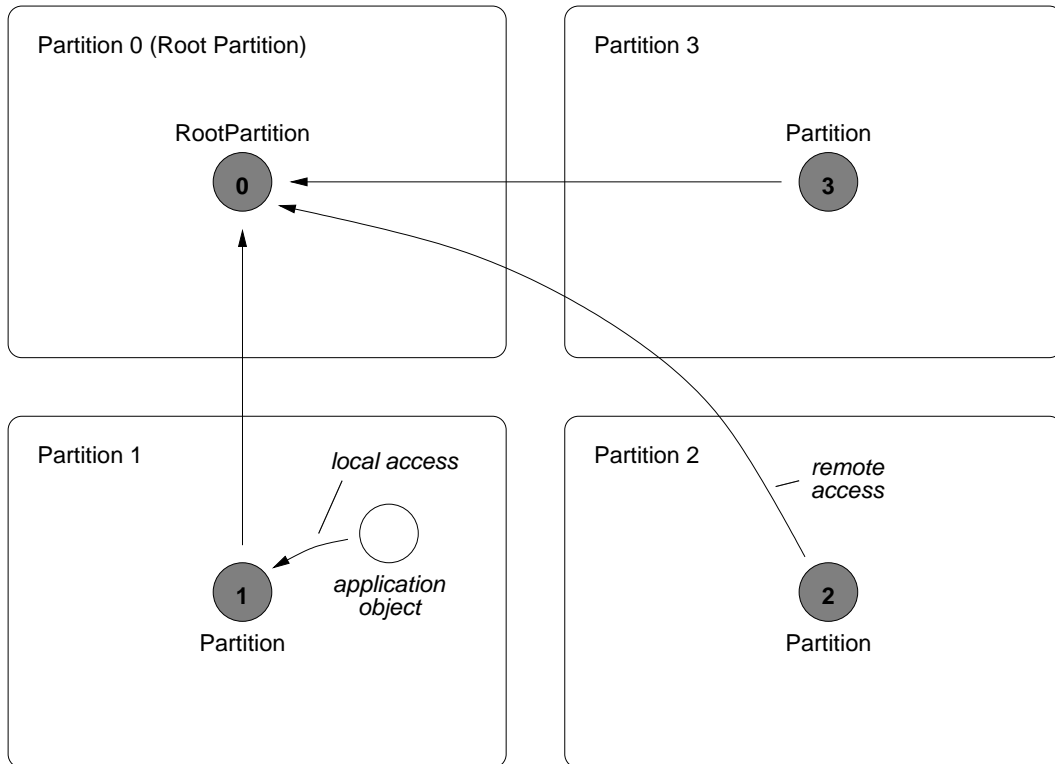 Partition 0 (Root Partition)
RootPartition
0
Partition 3
Partition
3
Partition 1
local access
application
object
1
Partition
Partition 2
remote
access
2
Partition